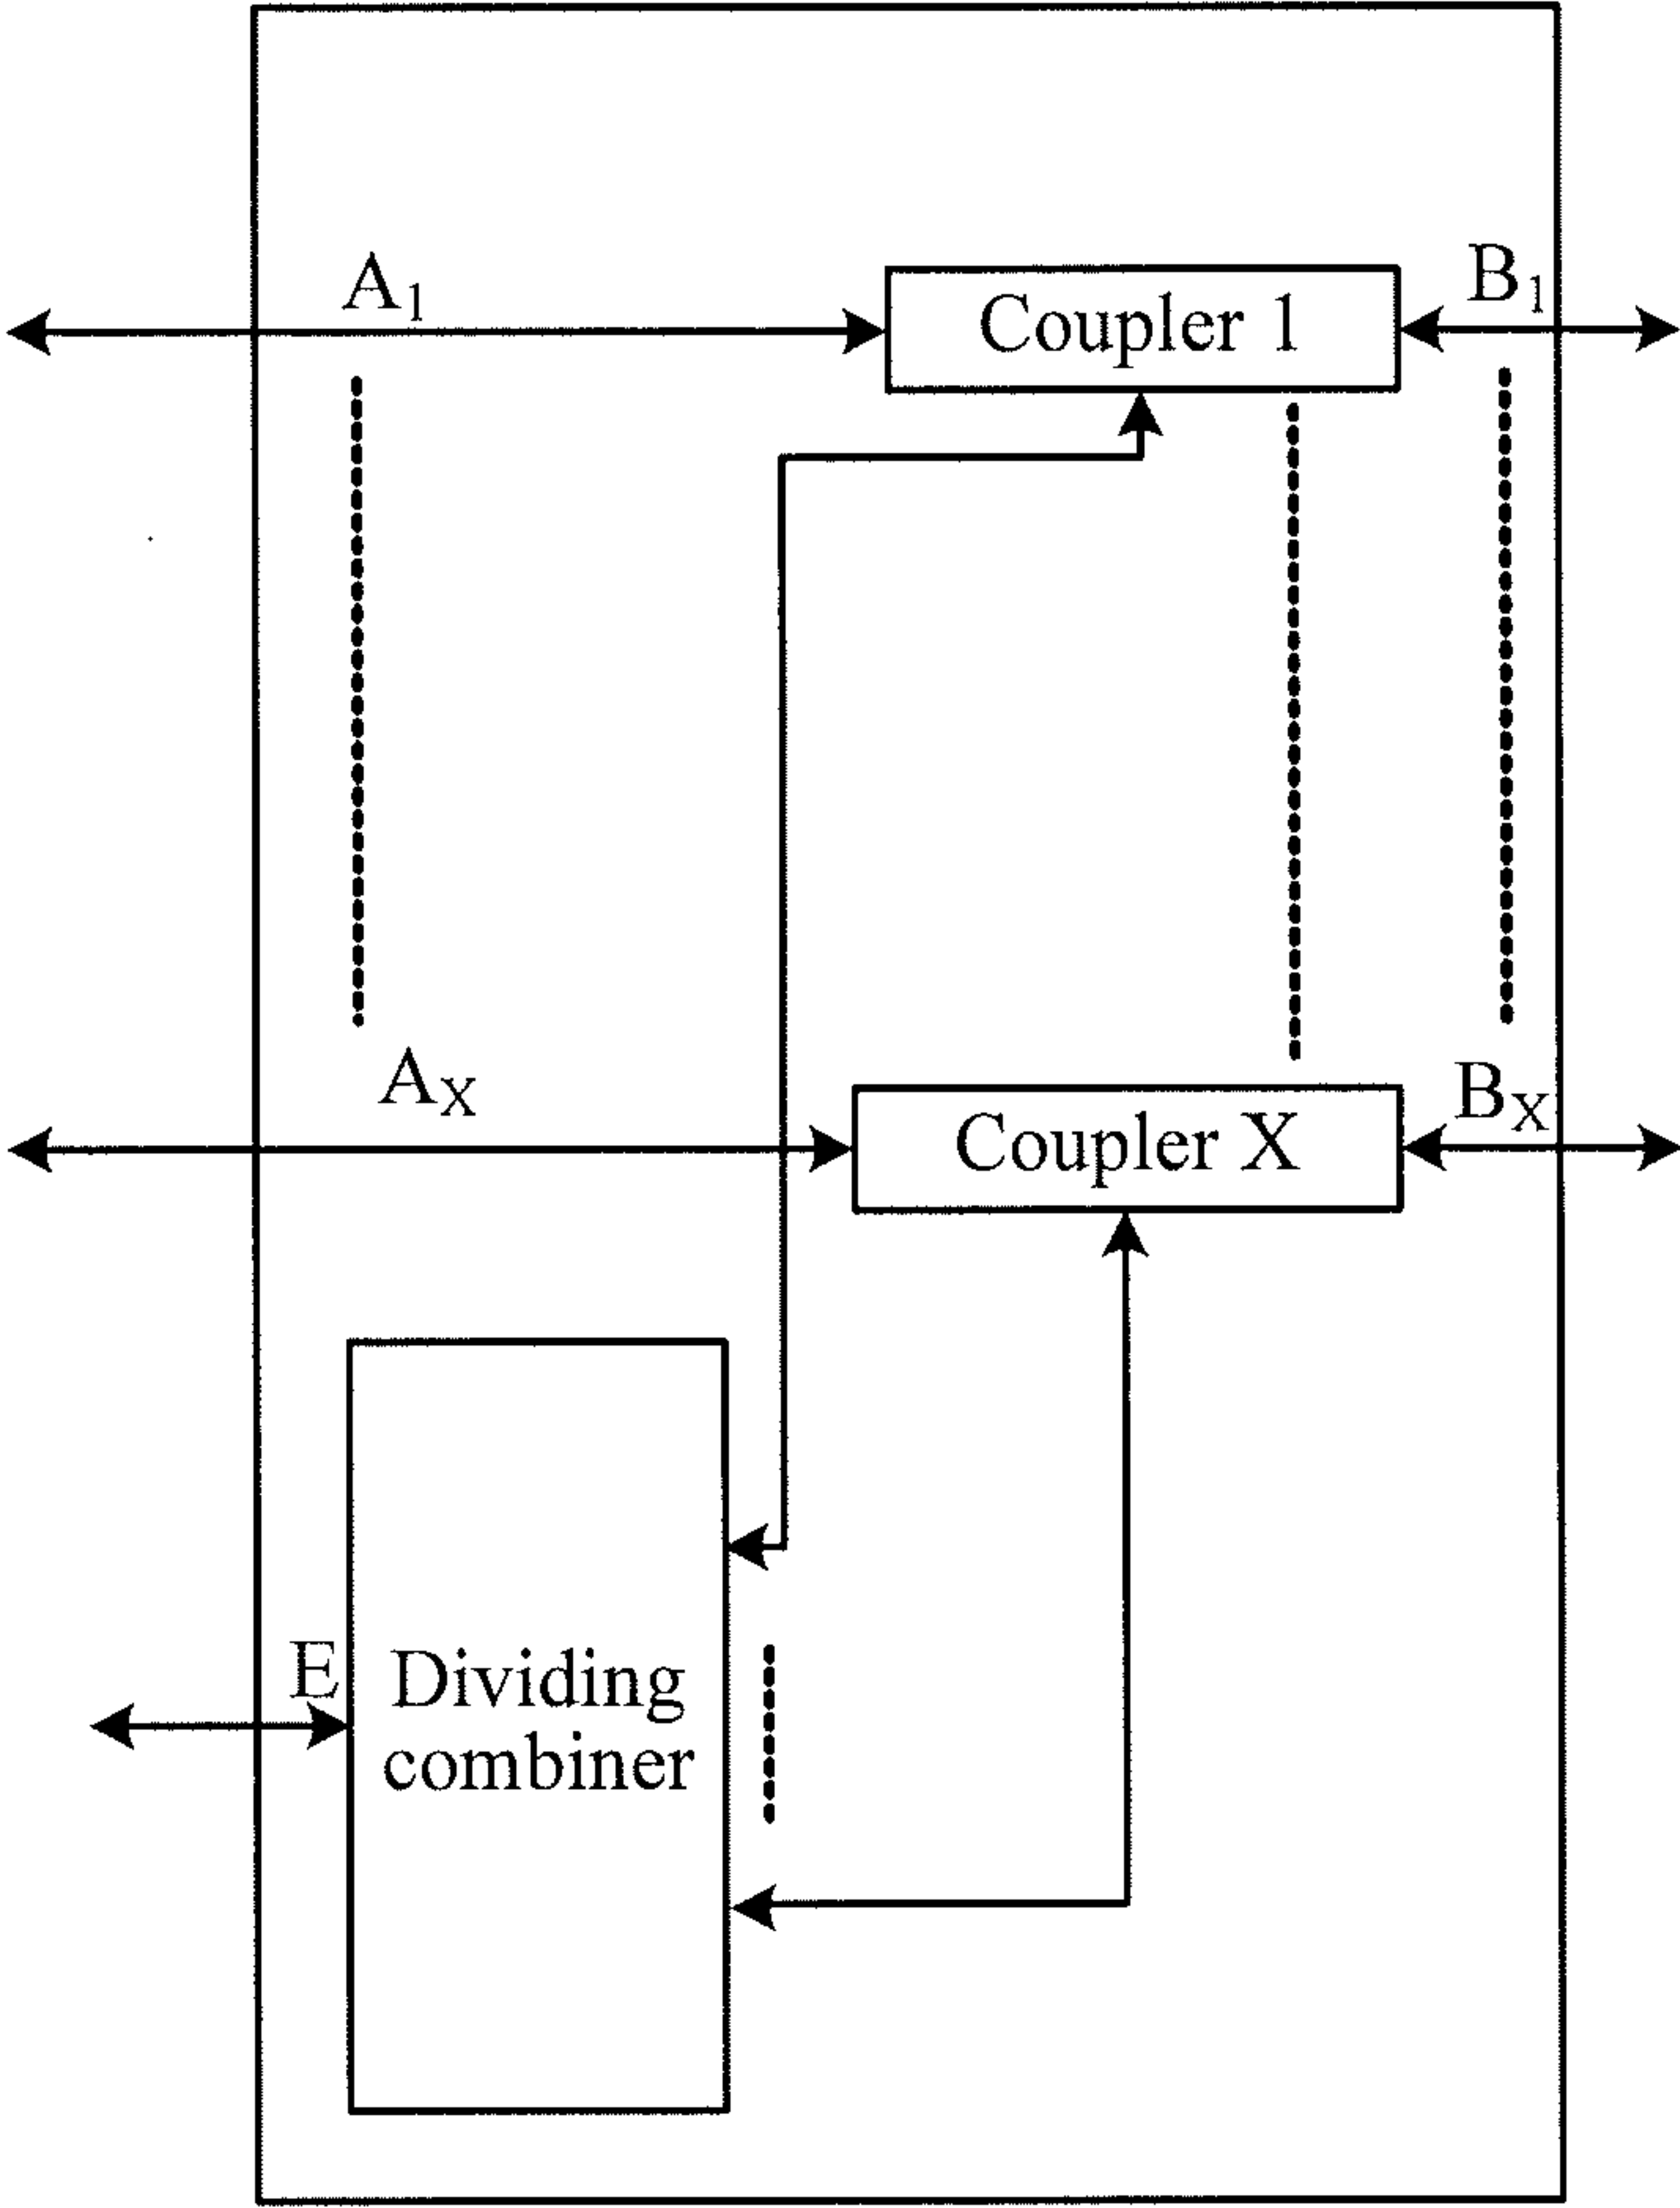 A₁
Coupler 1
B₁
Aₓ
Coupler X
Bₓ
E
Dividing
combiner